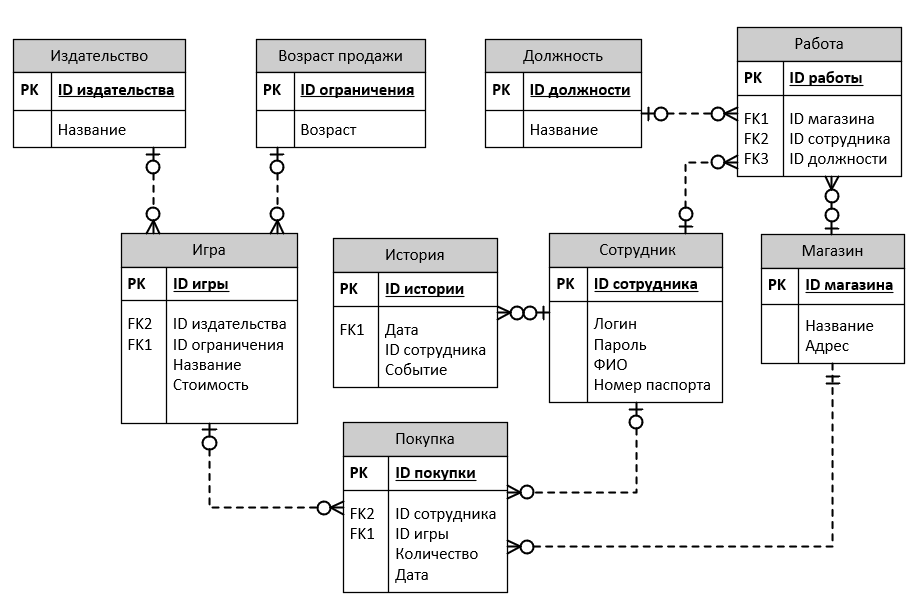 Издательство
PK ID издательства
Название
Возраст продажи
PK ID ограничения
Возраст
Должность
PK ID должности
Название
Работа
PK ID работы
FK1 ID магазина
FK2 ID сотрудника
FK3 ID должности
Игра
PK ID игры
FK2 ID издательства
FK1 ID ограничения
Название
Стоимость
История
PK ID истории
FK1 Дата
ID сотрудника
Событие
Сотрудник
PK ID сотрудника
Логин
Пароль
ФИО
Номер паспорта
Магазин
PK ID магазина
Название
Адрес
Покупка
PK ID покупки
FK2 ID сотрудника
FK1 ID игры
Количество
Дата